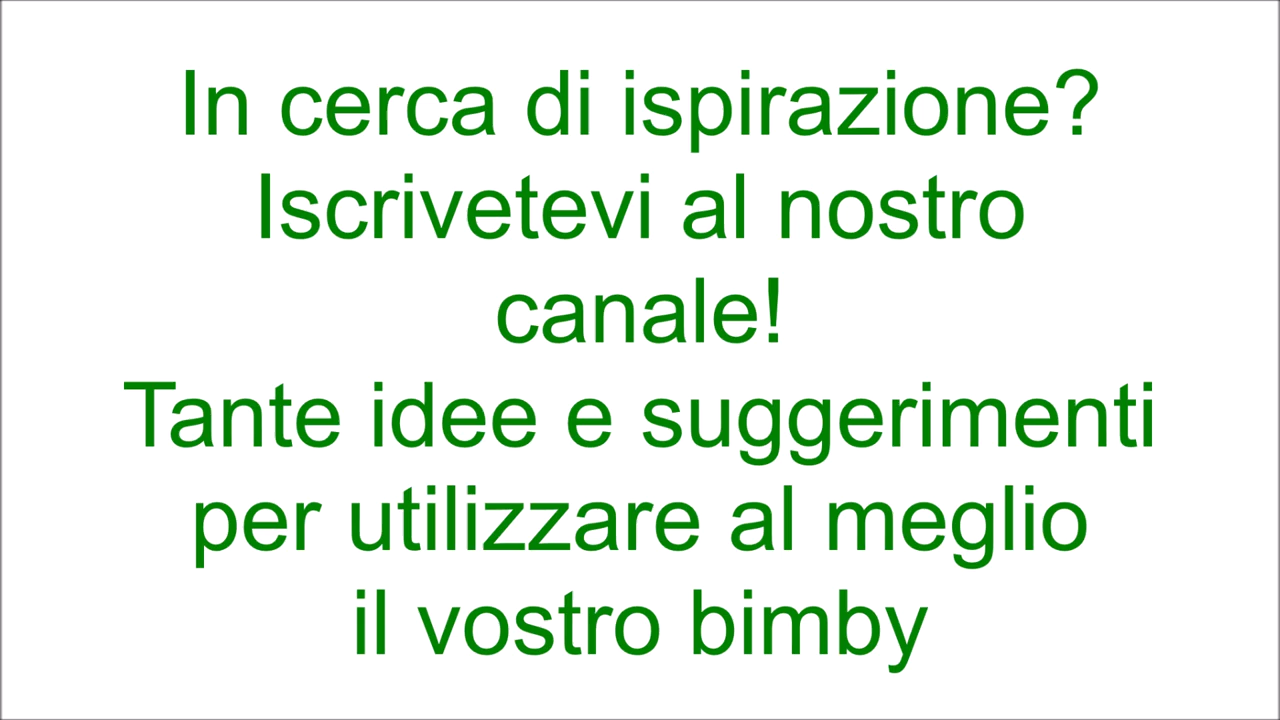 In cerca di ispirazione?
Iscrivetevi al nostro
canale!
Tante idee e suggerimenti
per utilizzare al meglio
il vostro bimby